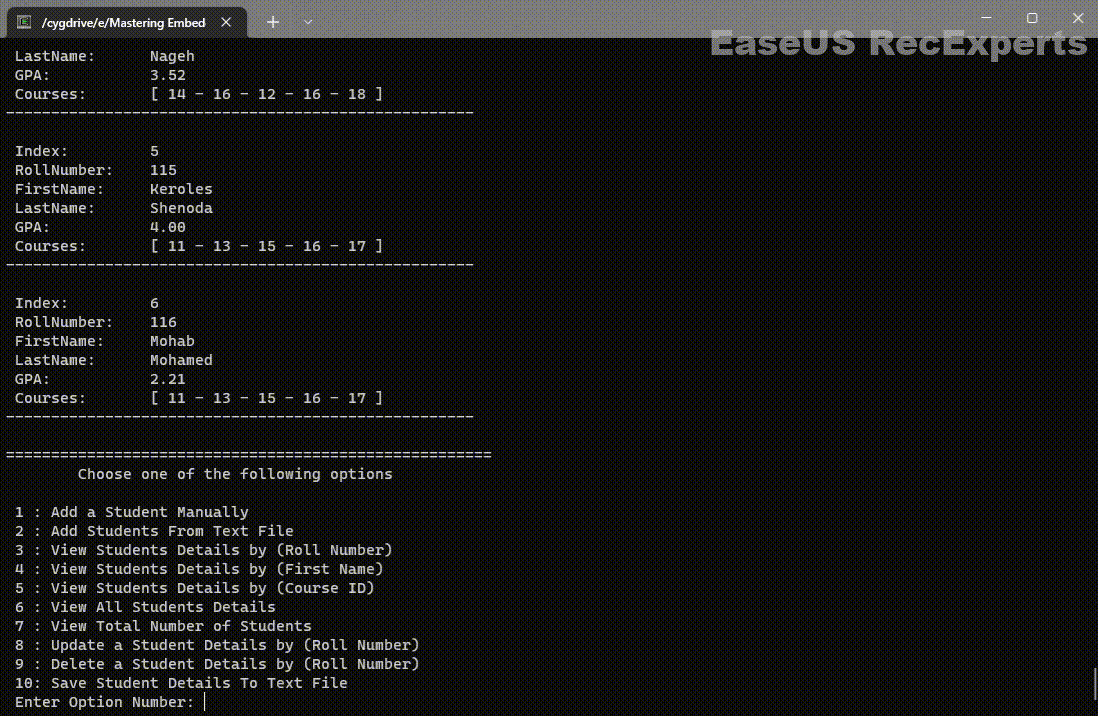 /cygdrive/e/Mastering Embed
EaseUS RecExperts
LastName: Nageh
GPA: 3.52
Courses: [ 14 - 16 - 12 - 16 - 18 ]
----------------------------------------------------
Index: 5
RollNumber: 115
FirstName: Keroles
LastName: Shenoda
GPA: 4.00
Courses: [ 11 - 13 - 15 - 16 - 17 ]
----------------------------------------------------
Index: 6
RollNumber: 116
FirstName: Mohab
LastName: Mohamed
GPA: 2.21
Courses: [ 11 - 13 - 15 - 16 - 17 ]
----------------------------------------------------
======================================================
Choose one of the following options
1 : Add a Student Manually
2 : Add Students From Text File
3 : View Students Details by (Roll Number)
4 : View Students Details by (First Name)
5 : View Students Details by (Course ID)
6 : View All Students Details
7 : View Total Number of Students
8 : Update a Student Details by (Roll Number)
9 : Delete a Student Details by (Roll Number)
10: Save Student Details To Text File
Enter Option Number: